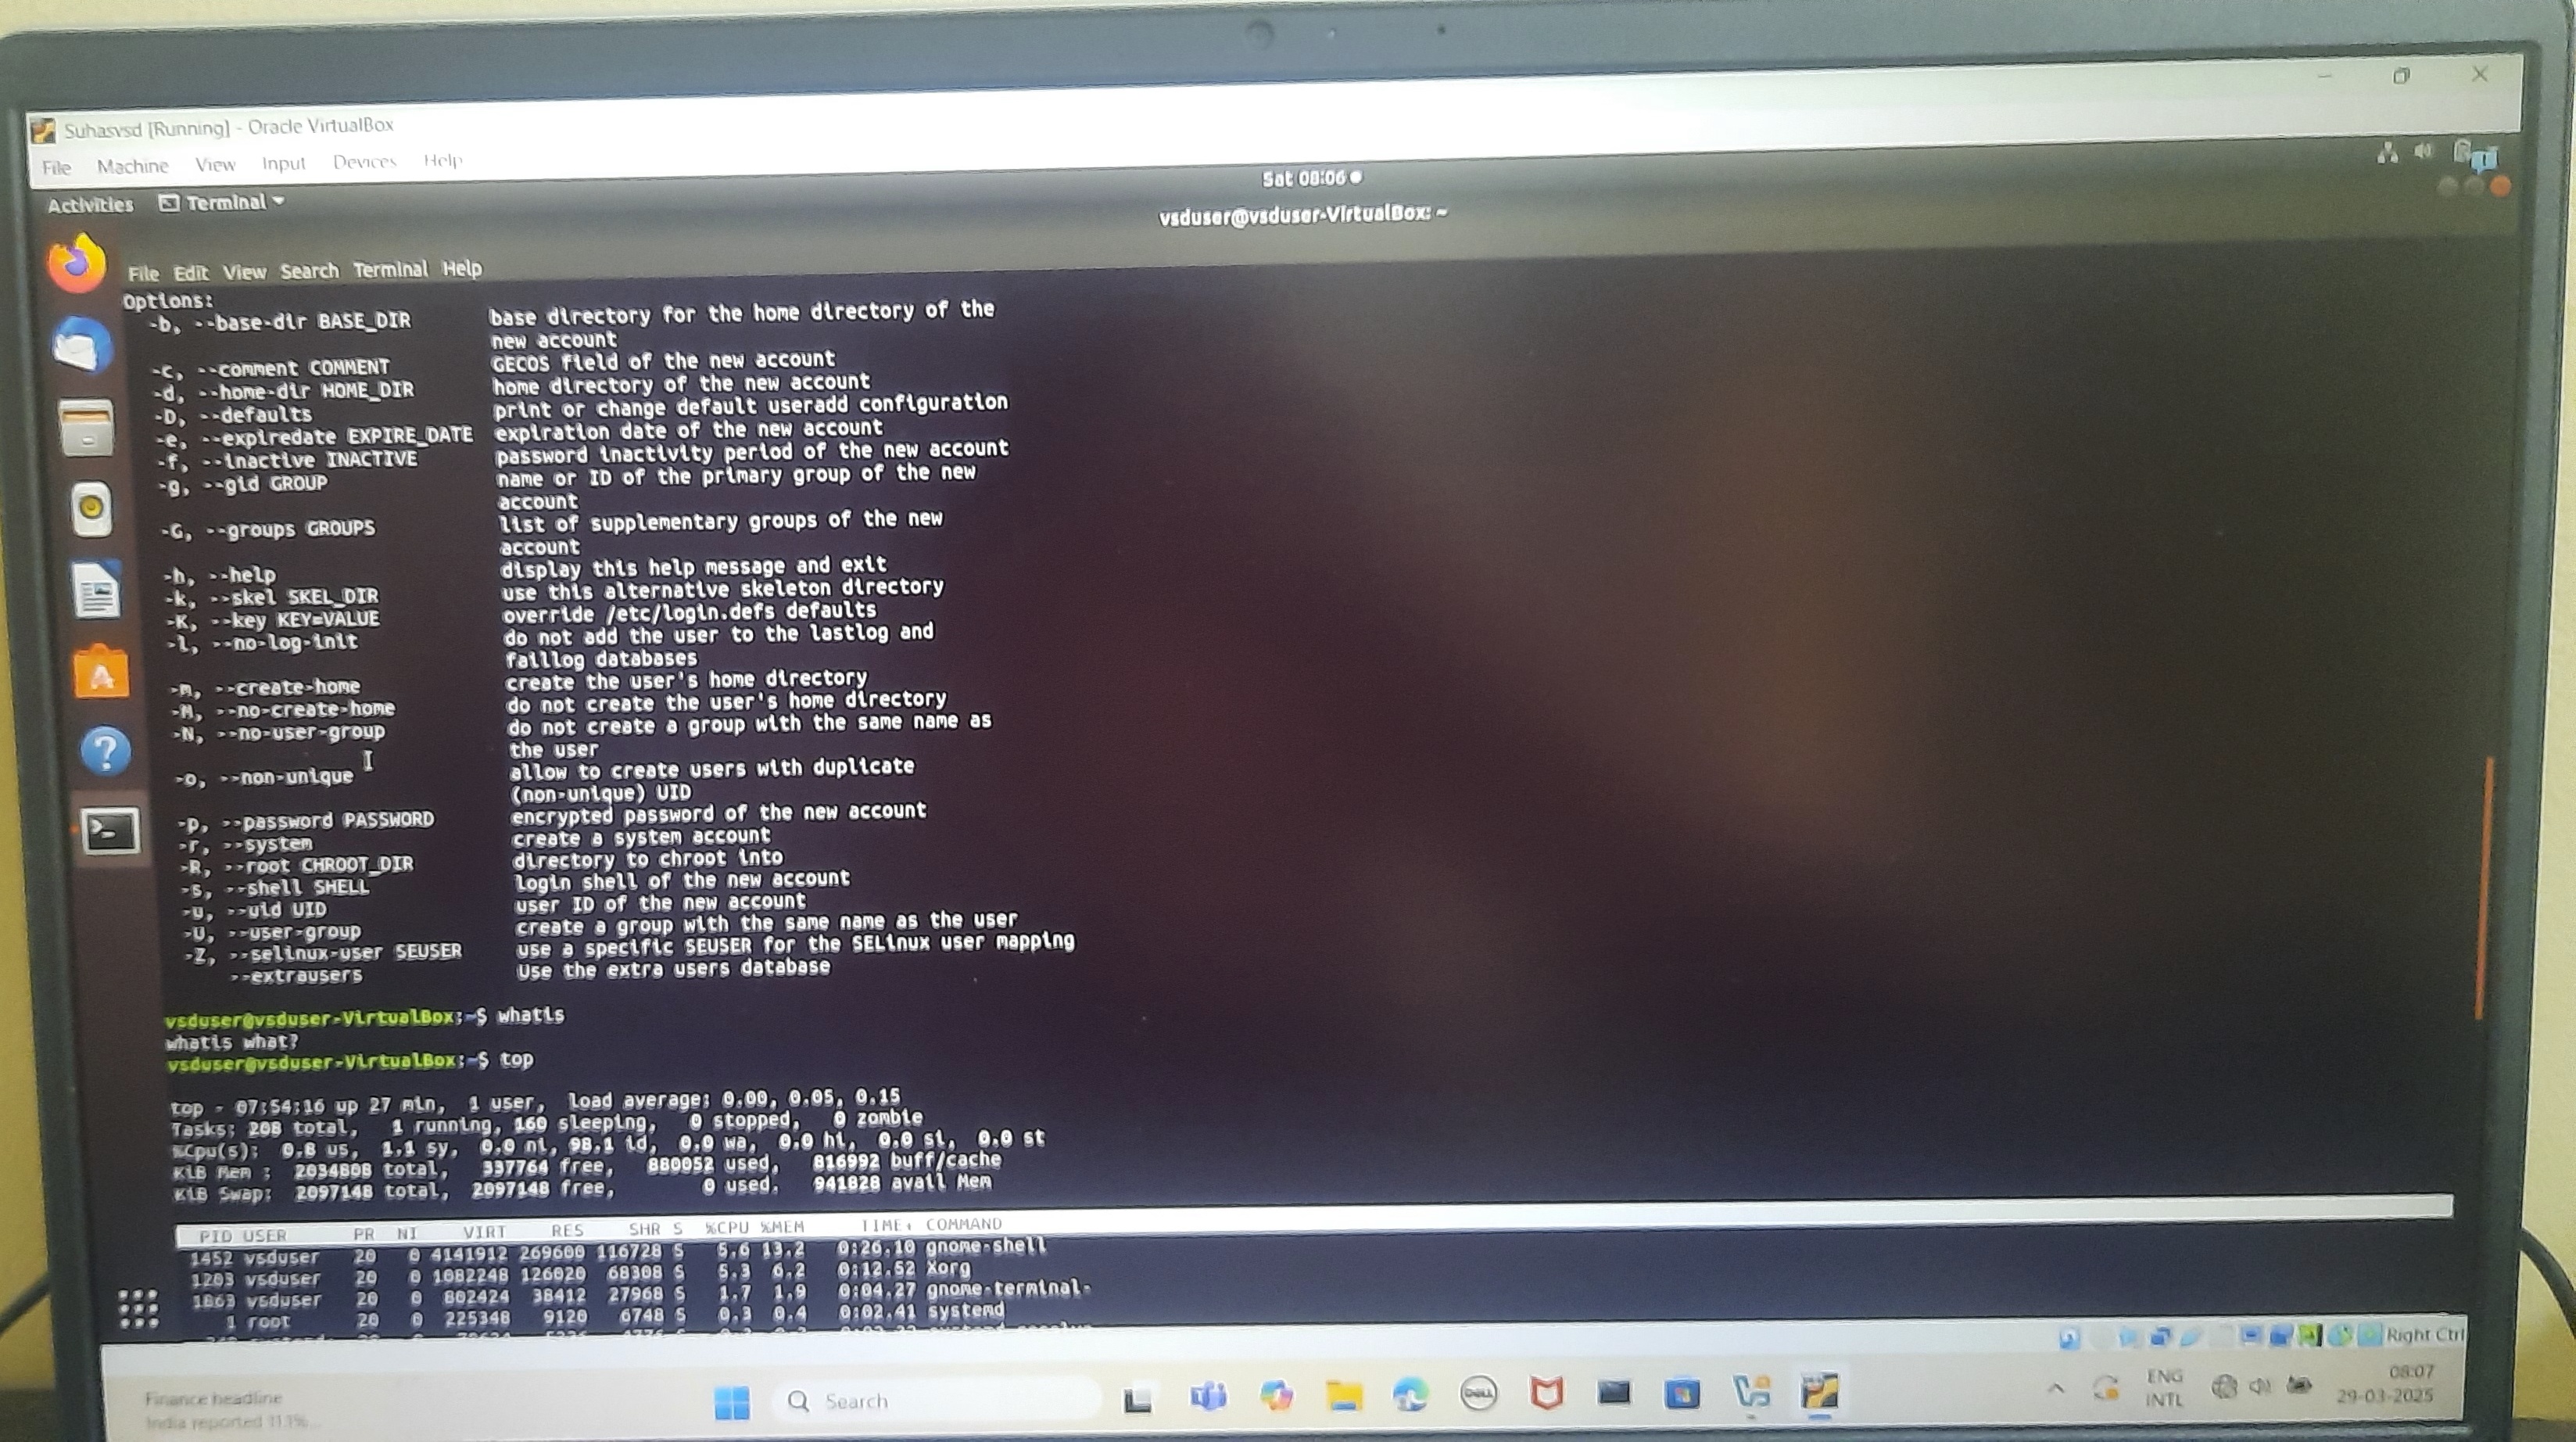 Suhasvsd [Running] - Oracle VirtualBox
File Machine View Input Devices Help
Activities Terminal
Sat 08:06
vsduser@vsduser-VirtualBox: ~
File Edit View Search Terminal Help
Options:
-b, --base-dir BASE_DIR base directory for the home directory of the
new account
-c, --comment COMMENT GECOS field of the new account
-d, --home-dir HOME_DIR home directory of the new account
-D, --defaults print or change default useradd configuration
-e, --expiredate EXPIRE_DATE expiration date of the new account
-f, --inactive INACTIVE password inactivity period of the new account
-g, --gid GROUP name or ID of the primary group of the new
account
-G, --groups GROUPS list of supplementary groups of the new
account
-h, --help display this help message and exit
-k, --skel SKEL_DIR use this alternative skeleton directory
-K, --key KEY=VALUE override /etc/login.defs defaults
-l, --no-log-init do not add the user to the lastlog and
faillog databases
-m, --create-home create the user's home directory
-M, --no-create-home do not create the user's home directory
-N, --no-user-group do not create a group with the same name as
the user
-o, --non-unique allow to create users with duplicate
(non-unique) UID
-p, --password PASSWORD encrypted password of the new account
-r, --system create a system account
-R, --root CHROOT_DIR directory to chroot into
-s, --shell SHELL login shell of the new account
-u, --uid UID user ID of the new account
-U, --user-group create a group with the same name as the user
-Z, --selinux-user SEUSER use a specific SEUSER for the SELinux user mapping
--extrausers Use the extra users database
vsduser@vsduser-VirtualBox:~$ whatis
whatis what?
vsduser@vsduser-VirtualBox:~$ top
top - 07:54:16 up 27 min, 1 user, load average: 0.00, 0.05, 0.15
Tasks: 208 total, 1 running, 160 sleeping, 0 stopped, 0 zombie
%Cpu(s): 0.8 us, 1.1 sy, 0.0 ni, 98.1 id, 0.0 wa, 0.0 hi, 0.0 si, 0.0 st
KiB Mem : 2034808 total, 337764 free, 880052 used, 816992 buff/cache
KiB Swap: 2097148 total, 2097148 free, 0 used. 941828 avail Mem
PID USER PR NI VIRT RES SHR S %CPU %MEM TIME+ COMMAND
1452 vsduser 20 0 4141912 269600 116728 S 5.6 13.2 0:26.10 gnome-shell
1203 vsduser 20 0 1082248 126020 68308 S 5.3 6.2 0:12.52 Xorg
1863 vsduser 20 0 802424 38412 27968 S 1.7 1.9 0:04.27 gnome-terminal-
1 root 20 0 225348 9120 6748 S 0.3 0.4 0:02.41 systemd
Right Ctrl
Finance headline
India reported 11.1%...
Search
DELL
ENG
INTL
08:07
29-03-2025